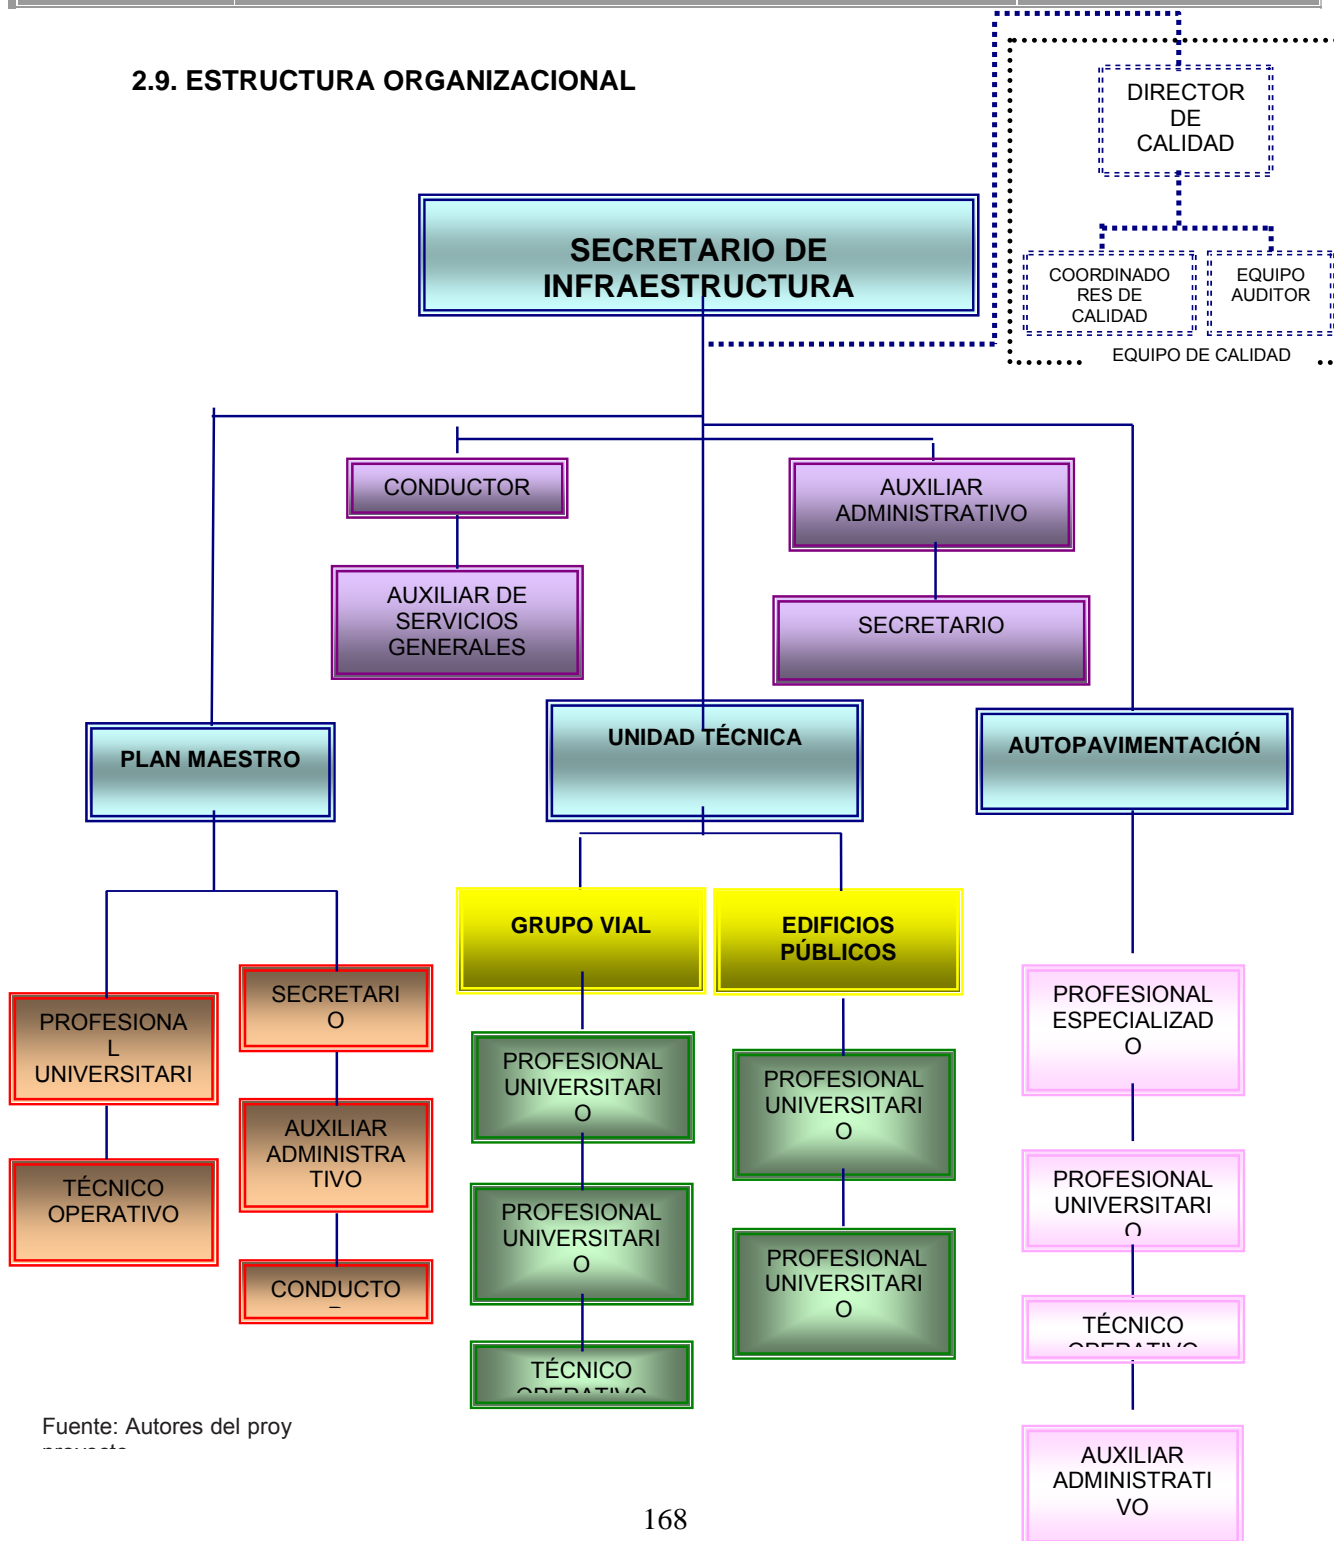 2.9. ESTRUCTURA ORGANIZACIONAL
DIRECTOR
DE
CALIDAD
SECRETARIO DE
INFRAESTRUCTURA
COORDINADO
RES DE
CALIDAD
EQUIPO
AUDITOR
EQUIPO DE CALIDAD
CONDUCTOR
AUXILIAR
ADMINISTRATIVO
AUXILIAR DE
SERVICIOS
GENERALES
SECRETARIO
PLAN MAESTRO
UNIDAD TÉCNICA
AUTOPAVIMENTACIÓN
GRUPO VIAL
EDIFICIOS
PÚBLICOS
PROFESIONA
L
UNIVERSITARI
TÉCNICO
OPERATIVO
SECRETARI
O
AUXILIAR
ADMINISTRA
TIVO
CONDUCTO
PROFESIONAL
UNIVERSITARI
O
PROFESIONAL
UNIVERSITARI
O
TÉCNICO
OPERATIVO
PROFESIONAL
UNIVERSITARI
O
PROFESIONAL
UNIVERSITARI
O
PROFESIONAL
ESPECIALIZAD
O
PROFESIONAL
UNIVERSITARI
O
TÉCNICO
OPERATIVO
AUXILIAR
ADMINISTRATI
VO
Fuente: Autores del proy
proyecto
168